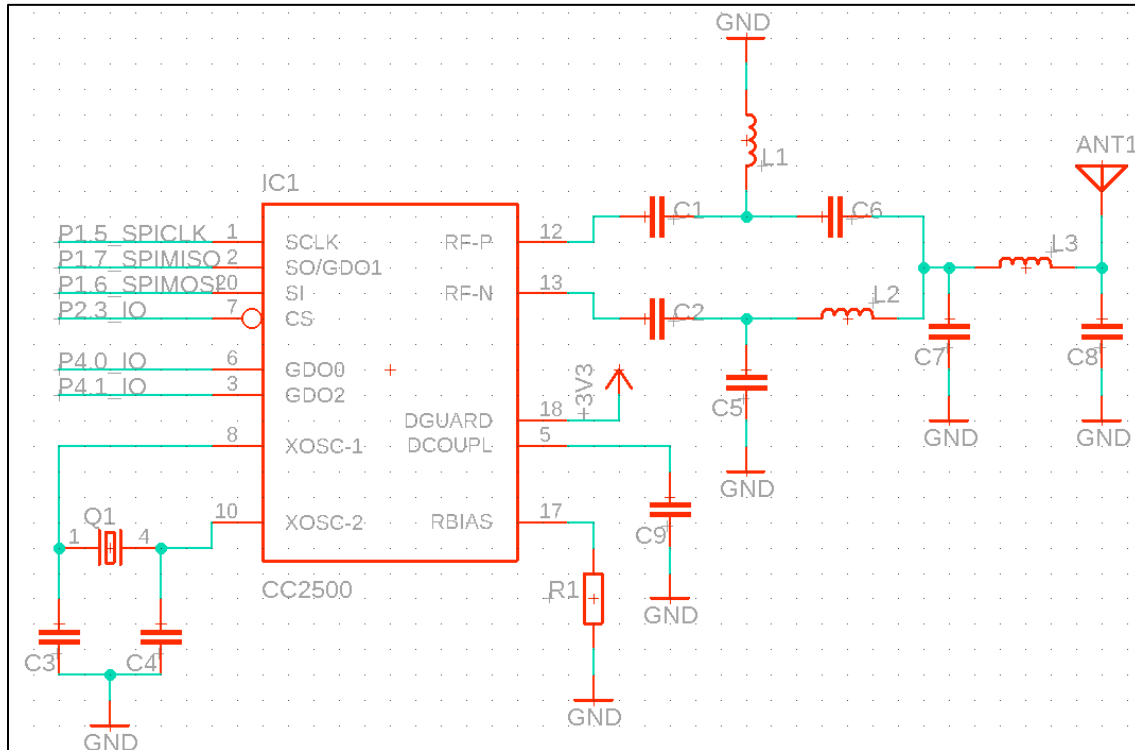 GND
L1
ANT1
IC1
C1
C6
P1.5_SPICLK 1 SCLK RF-P 12
L3
P1.7_SPIMISO 2 SO/GDO1
P1.6_SPIMOSI 20 SI RF-N 13
L2
P2.3_IO 7 CS
C2
C7
C8
P4.0_IO 6 GDO0
+3V3
P4.1_IO 3 GDO2
C5
DGUARD 18
8 XOSC-1 DCOUPL 5
GND
GND
GND
10 XOSC-2 RBIAS 17
Q1
1 4
C9
CC2500
R1
GND
C3
C4
GND
GND